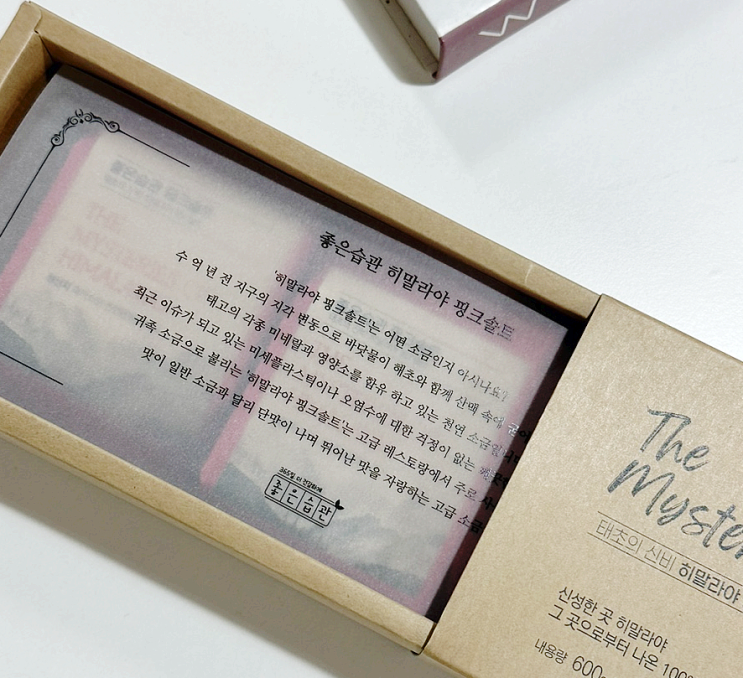 좋은습관 히말라야 핑크솔트
'히말라야 핑크솔트'는 어떤 소금인지 아시나요?
수 억 년 전 지구의 지각 변동으로 바닷물이 해초와 함께 산맥 속에
태고의 각종 미네랄과 영양소를 함유 하고 있는 천연
최근 이슈가 되고 있는 미세플라스틱이나 오염수에 대한 걱정이 없는
귀족 소금으로 불리는 '히말라야 핑크솔트'는 고급 레스토랑에서 주로
맛이 일반 소금과 달리 단맛이 나며 뛰어난 맛을 자랑하는 고급
365일 더 건강하게
좋은습관
The
Myste
태초의 신비 히말라야
신성한 곳 히말라야
그 곳으로부터 나온 100%
내용량 600g